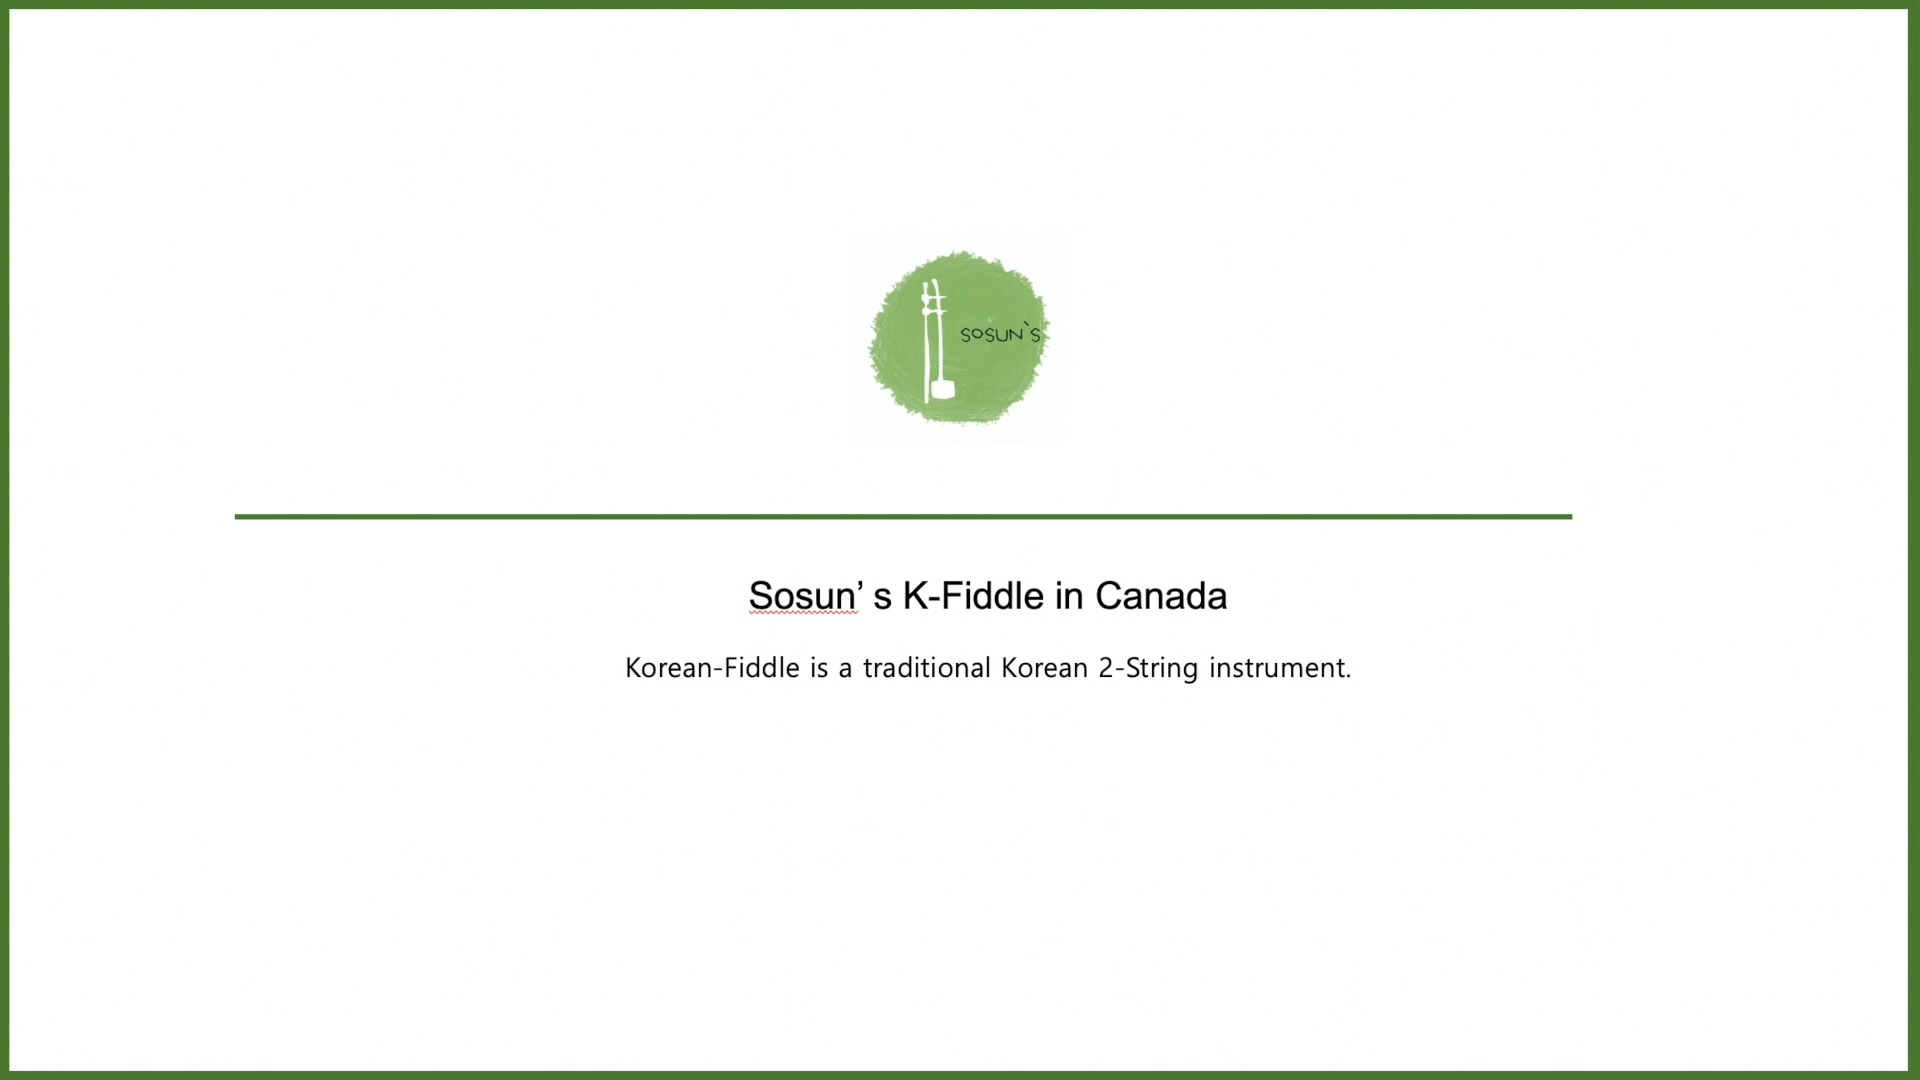 SOSUN`S
Sosun’ s K-Fiddle in Canada
Korean-Fiddle is a traditional Korean 2-String instrument.